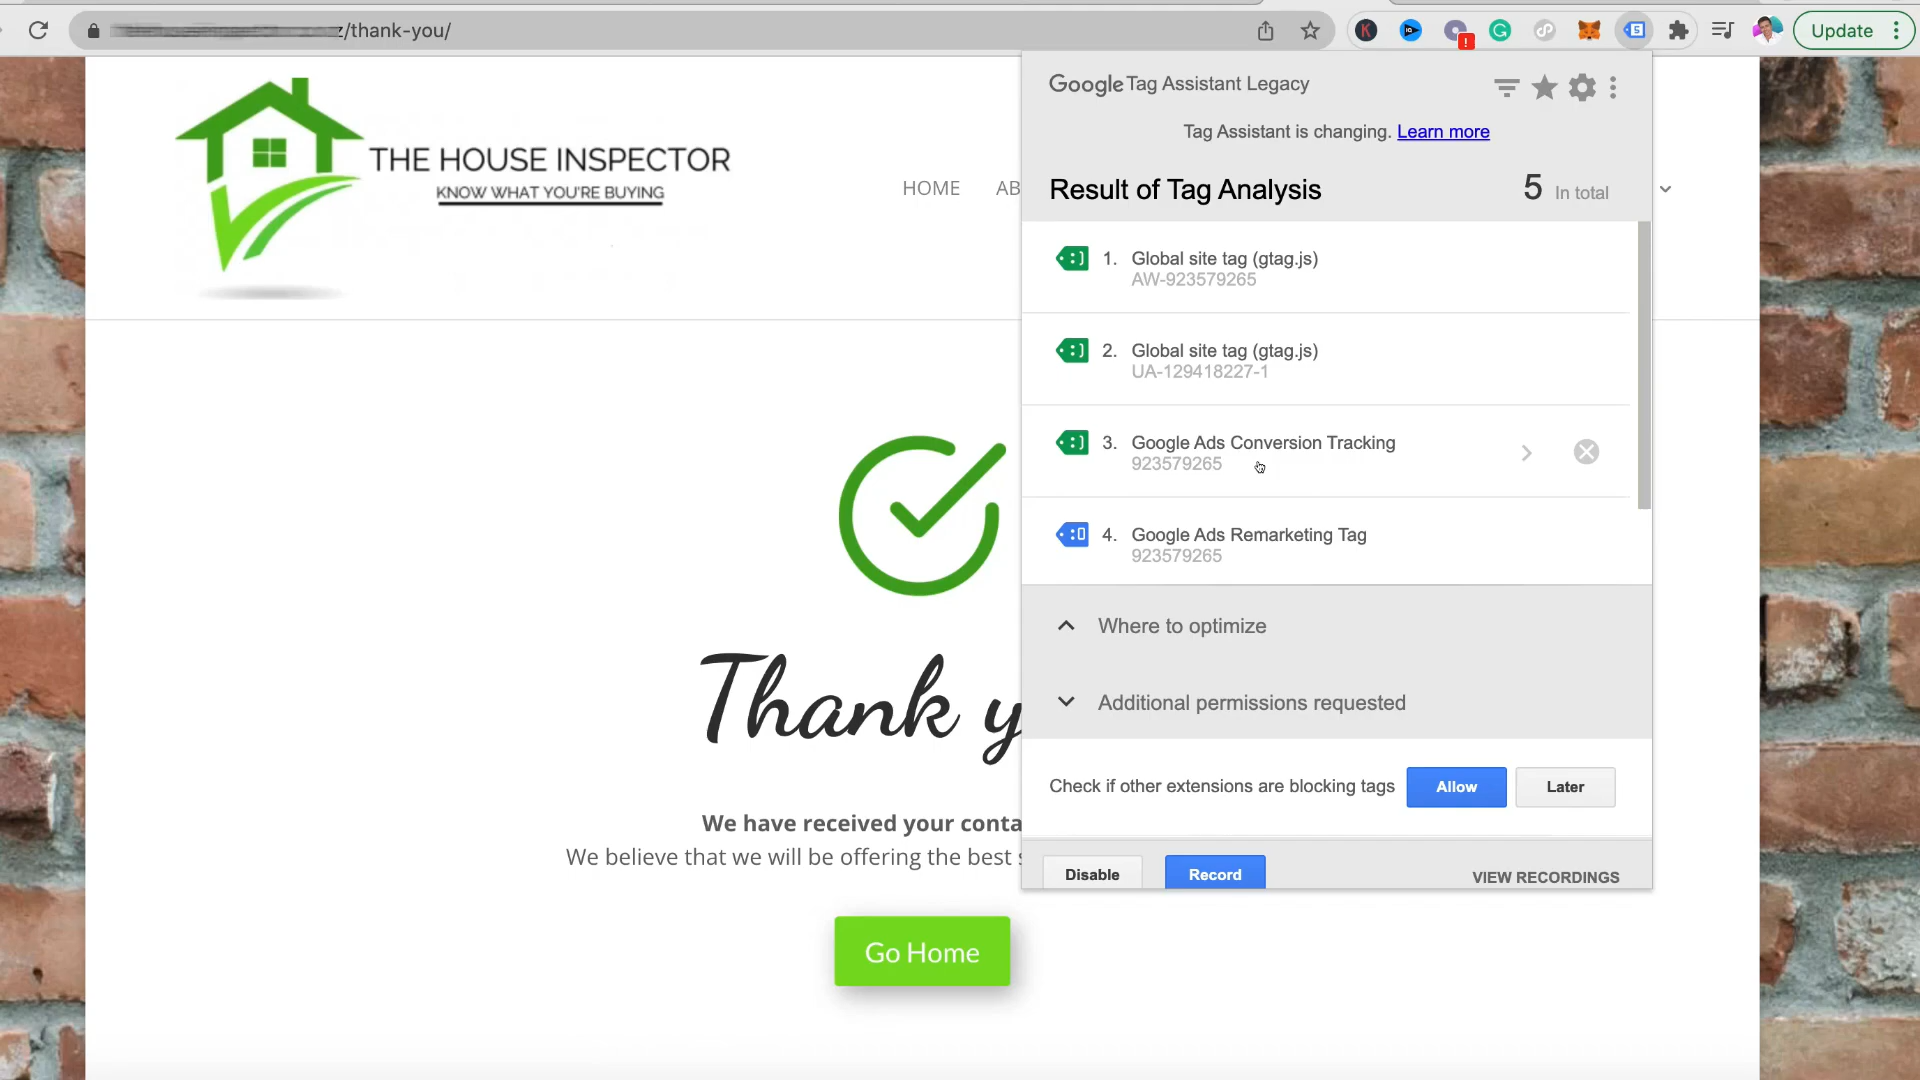 /thank-you/
Update
THE HOUSE INSPECTOR
KNOW WHAT YOU'RE BUYING
HOME AB
Google Tag Assistant Legacy
Tag Assistant is changing. Learn more
Result of Tag Analysis 5 In total
1. Global site tag (gtag.js)
AW-923579265
2. Global site tag (gtag.js)
UA-129418227-1
3. Google Ads Conversion Tracking
923579265
4. Google Ads Remarketing Tag
923579265
Where to optimize
Additional permissions requested
Check if other extensions are blocking tags Allow Later
Disable Record VIEW RECORDINGS
Thank y
We have received your conta
We believe that we will be offering the best s
Go Home